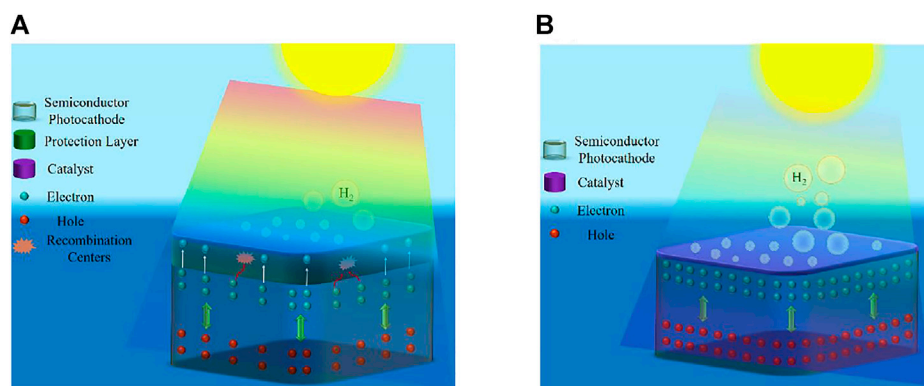 A
Semiconductor
Photocathode
Protection Layer
Catalyst
Electron
Hole
Recombination
Centers
H2
B
Semiconductor
Photocathode
Catalyst
Electron
Hole
H2